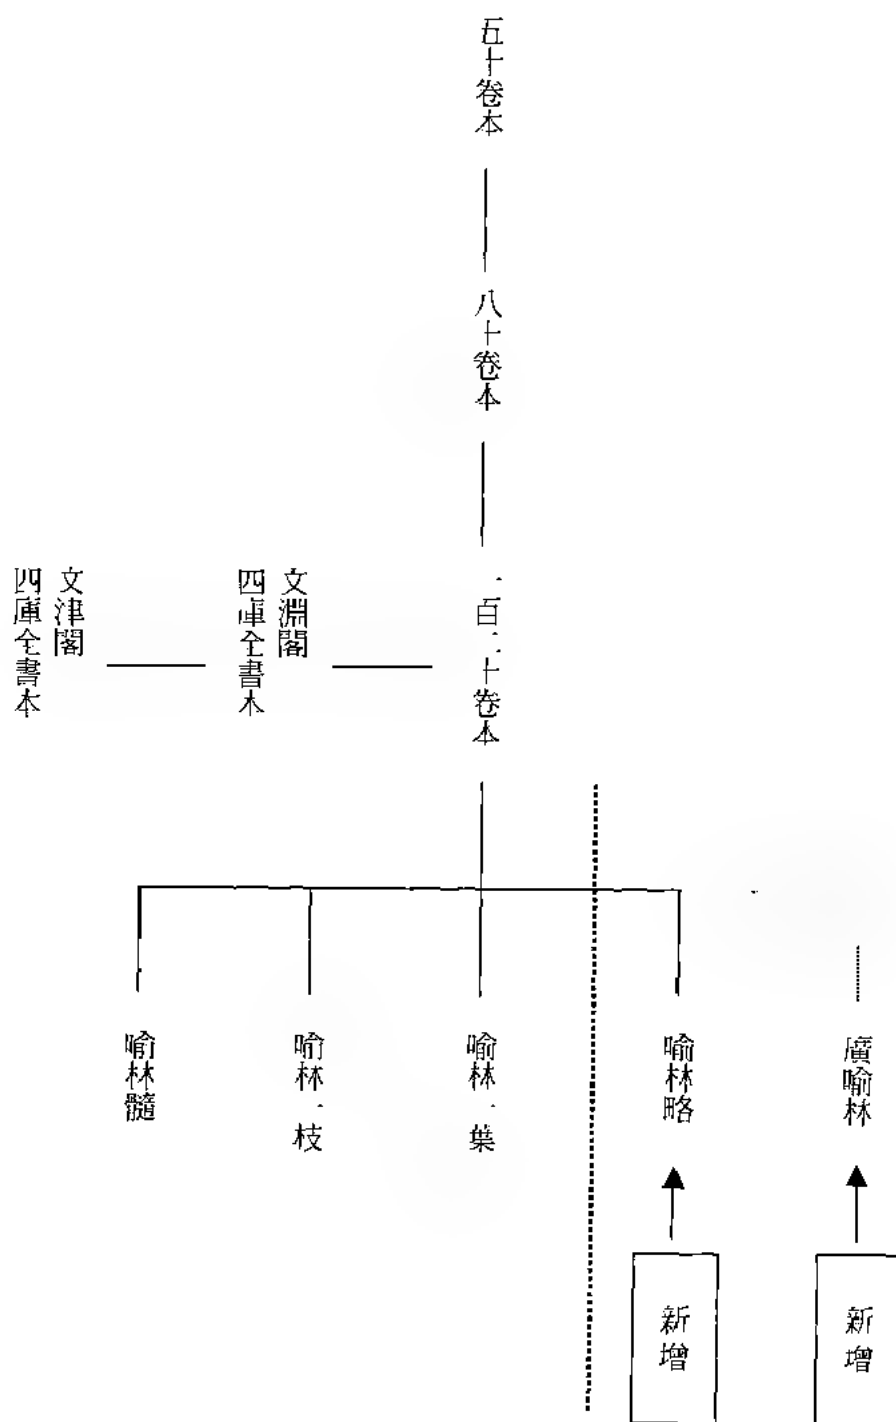 五十卷本
八十卷本
一百二十卷本
文淵閣
四庫全書本
文津閣
四庫全書本
廣喻林
喻林略
喻林一葉
喻林一枝
喻林髓
新增
新增